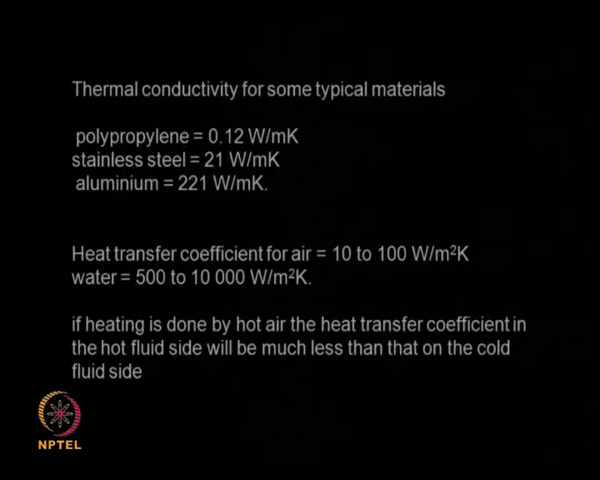 Thermal conductivity for some typical materials
polypropylene = 0.12 W/mK
stainless steel = 21 W/mK
aluminium = 221 W/mK.
Heat transfer coefficient for air = 10 to 100 W/m²K
water = 500 to 10 000 W/m²K.
if heating is done by hot air the heat transfer coefficient in
the hot fluid side will be much less than that on the cold
fluid side
NPTEL